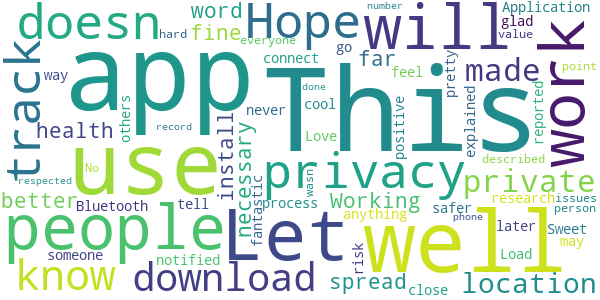 number
Application
hard
everyone
glad
value
doesn
Hope
will
word
fine
go
connect
far
pretty
work
track
app
This
way
feel
made
point
never
cool
health
others
install
necessary
Love
positive
explained
reported
done
record
use
privacy
No
wasn
described
respected
private
better
Bluetooth
tell
fantastic
process
Working
safer
research
issues
person
people
Let
well
anything
phone
later
Sweet
someone
notified
risk
Load
may
know
download
spread
close
location